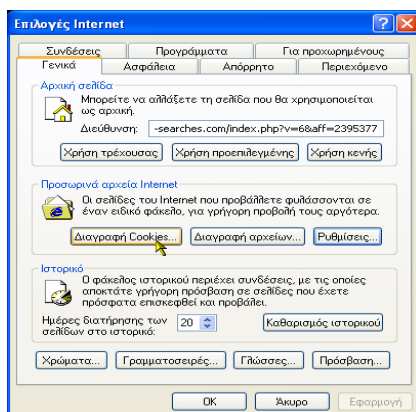 Επιλογές Internet
Συνδέσεις Προγράμματα Για προχωρημένους
Γενικά Ασφάλεια Απόρρητο Περιεχόμενο
Αρχική σελίδα
Μπορείτε να αλλάξετε τη σελίδα που θα χρησιμοποιείται
ως αρχική.
Διεύθυνση: -searches.com/index.php?v=6&aff=2395377
Χρήση τρέχουσας Χρήση προεπιλεγμένης Χρήση κενής
Προσωρινά αρχεία Internet
Οι σελίδες του Internet που προβάλλετε φυλάσσονται σε
έναν ειδικό φάκελο, για γρήγορη προβολή τους αργότερα.
Διαγραφή Cookies... Διαγραφή αρχείων... Ρυθμίσεις...
Ιστορικό
Ο φάκελος ιστορικού περιέχει συνδέσεις, με τις οποίες
αποκτάτε γρήγορη πρόσβαση σε σελίδες που έχετε
πρόσφατα επισκεφθεί και προβάλει.
Ημέρες διατήρησης των
σελίδων στο ιστορικό: 20 Καθαρισμός ιστορικού
Χρώματα... Γραμματοσειρές... Γλώσσες... Πρόσβαση...
OK Άκυρο Εφαρμογή